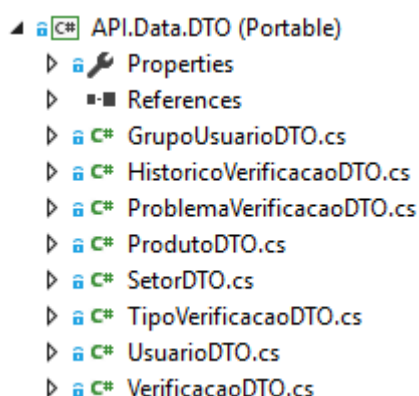 C# API.Data.DTO (Portable)
Properties
References
C# GrupoUsuarioDTO.cs
C# HistoricoVerificacaoDTO.cs
C# ProblemaVerificacaoDTO.cs
C# ProdutoDTO.cs
C# SetorDTO.cs
C# TipoVerificacaoDTO.cs
C# UsuarioDTO.cs
C# VerificacaoDTO.cs